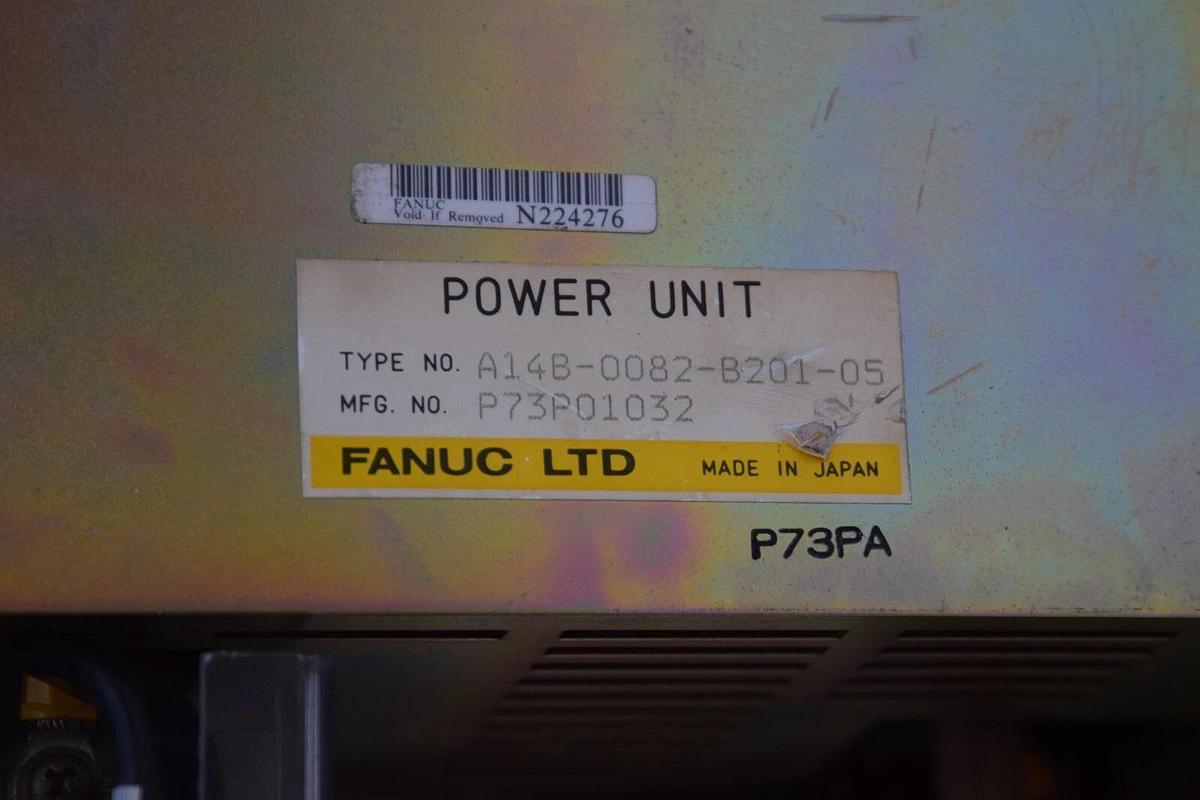 FANUC
Void If Removed N224276
POWER UNIT
TYPE NO. A14B-0082-B201-05
MFG. NO. P73P01032
FANUC LTD MADE IN JAPAN
P73PA